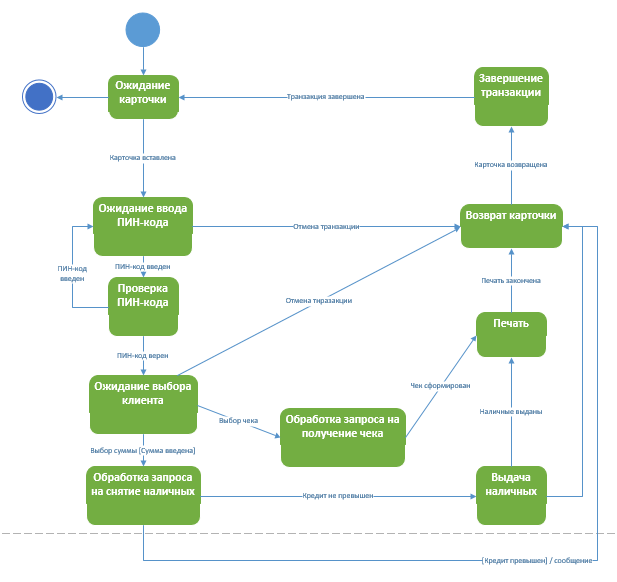 Ожидание
карточки
Завершение
транзакции
Транзакция завершена
Карточка вставлена
Карточка возвращена
Ожидание ввода
ПИН-кода
Отмена транзакции
Возврат карточки
ПИН-код
введен
ПИН-код введен
Проверка
ПИН-кода
Отмена тиразакции
Печать закончена
Печать
ПИН-код верен
Ожидание выбора
клиента
Чек сформирован
Выбор чека
Обработка запроса на
получение чека
Наличные выданы
Выбор суммы [Сумма введена]
Обработка запроса
на снятие наличных
Кредит не превышен
Выдача
наличных
[Кредит превышен] / сообщение